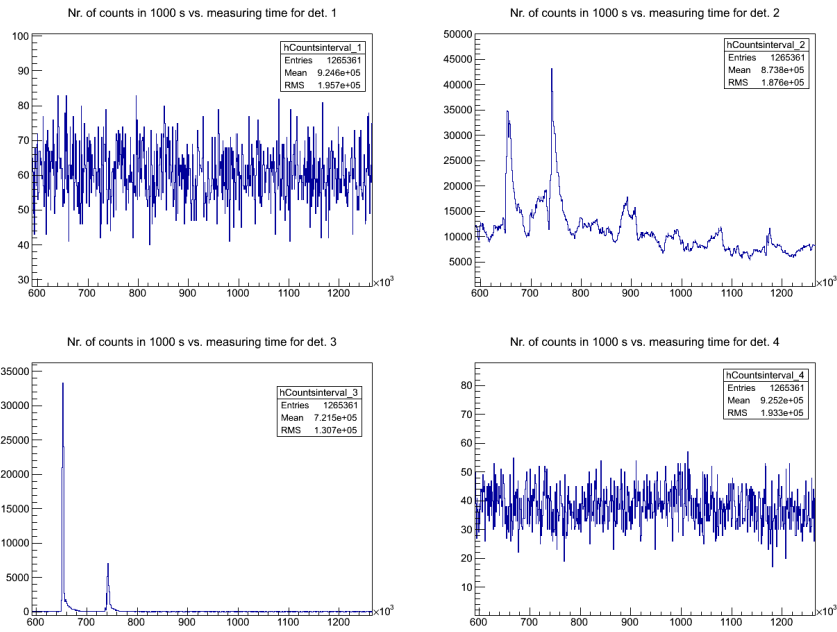 Nr. of counts in 1000 s vs. measuring time for det. 1
100
90
80
70
60
50
40
30
600 700 800 900 1000 1100 1200 ×10³
hCountsinterval_1
Entries 1265361
Mean 9.246e+05
RMS 1.957e+05
Nr. of counts in 1000 s vs. measuring time for det. 2
50000
45000
40000
35000
30000
25000
20000
15000
10000
5000
600 700 800 900 1000 1100 1200 ×10³
hCountsinterval_2
Entries 1265361
Mean 8.738e+05
RMS 1.876e+05
Nr. of counts in 1000 s vs. measuring time for det. 3
35000
30000
25000
20000
15000
10000
5000
0
600 700 800 900 1000 1100 1200 ×10³
hCountsinterval_3
Entries 1265361
Mean 7.215e+05
RMS 1.307e+05
Nr. of counts in 1000 s vs. measuring time for det. 4
80
70
60
50
40
30
20
10
600 700 800 900 1000 1100 1200 ×10³
hCountsinterval_4
Entries 1265361
Mean 9.252e+05
RMS 1.933e+05